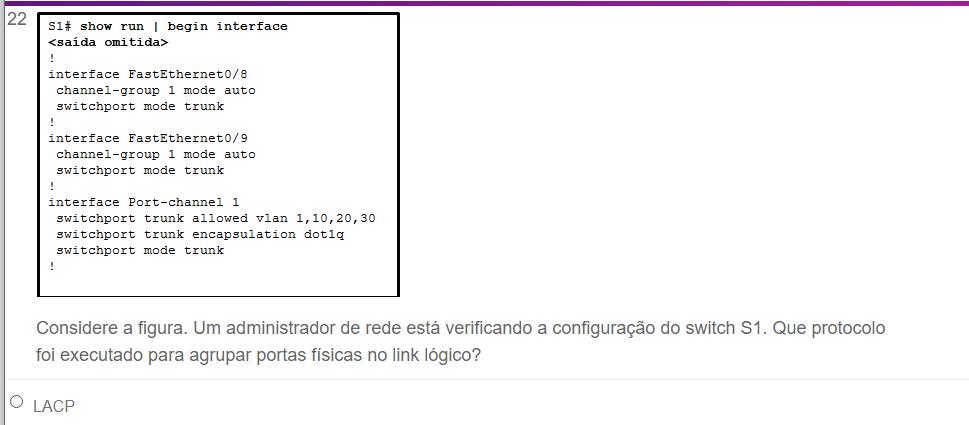 22
S1# show run | begin interface
<saída omitida>
!
interface FastEthernet0/8
channel-group 1 mode auto
switchport mode trunk
!
interface FastEthernet0/9
channel-group 1 mode auto
switchport mode trunk
!
interface Port-channel 1
switchport trunk allowed vlan 1,10,20,30
switchport trunk encapsulation dot1q
switchport mode trunk
!
Considere a figura. Um administrador de rede está verificando a configuração do switch S1. Que protocolo
foi executado para agrupar portas físicas no link lógico?
LACP